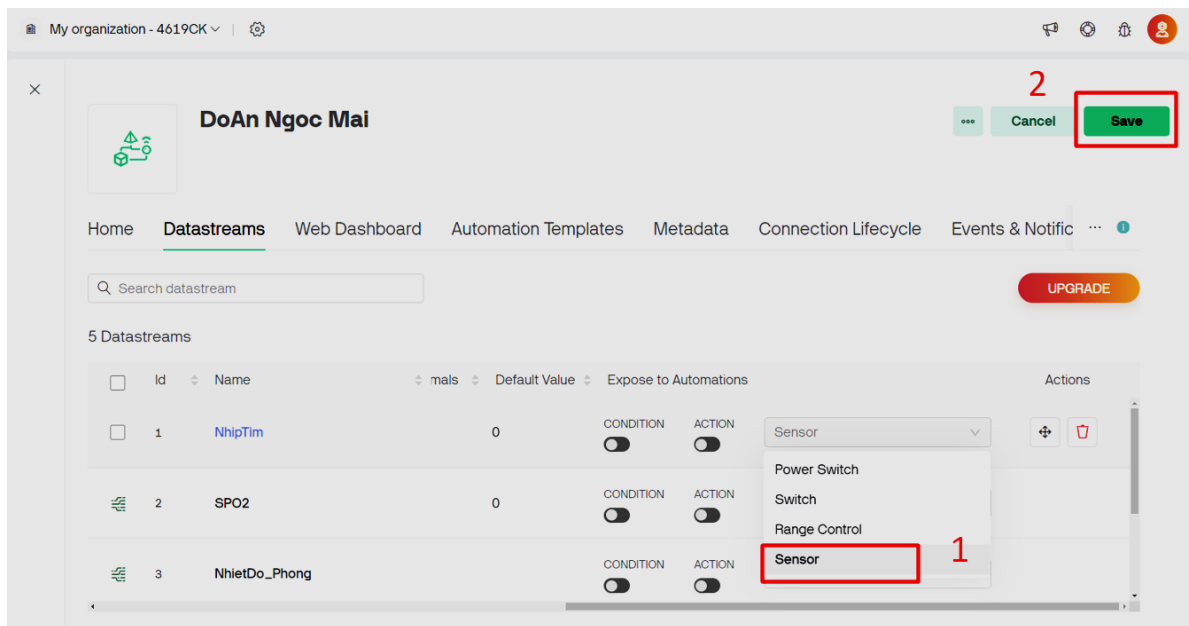 My organization - 4619CK
2
DoAn Ngoc Mai
Cancel
Save
Home Datastreams Web Dashboard Automation Templates Metadata Connection Lifecycle Events & Notific ...
Search datastream
UPGRADE
5 Datastreams
Id Name mals Default Value Expose to Automations Actions
CONDITION ACTION
1 NhipTim 0 Sensor
Power Switch
CONDITION ACTION
2 SPO2 0 Switch
Range Control
Sensor 1
CONDITION ACTION
3 NhietDo_Phong